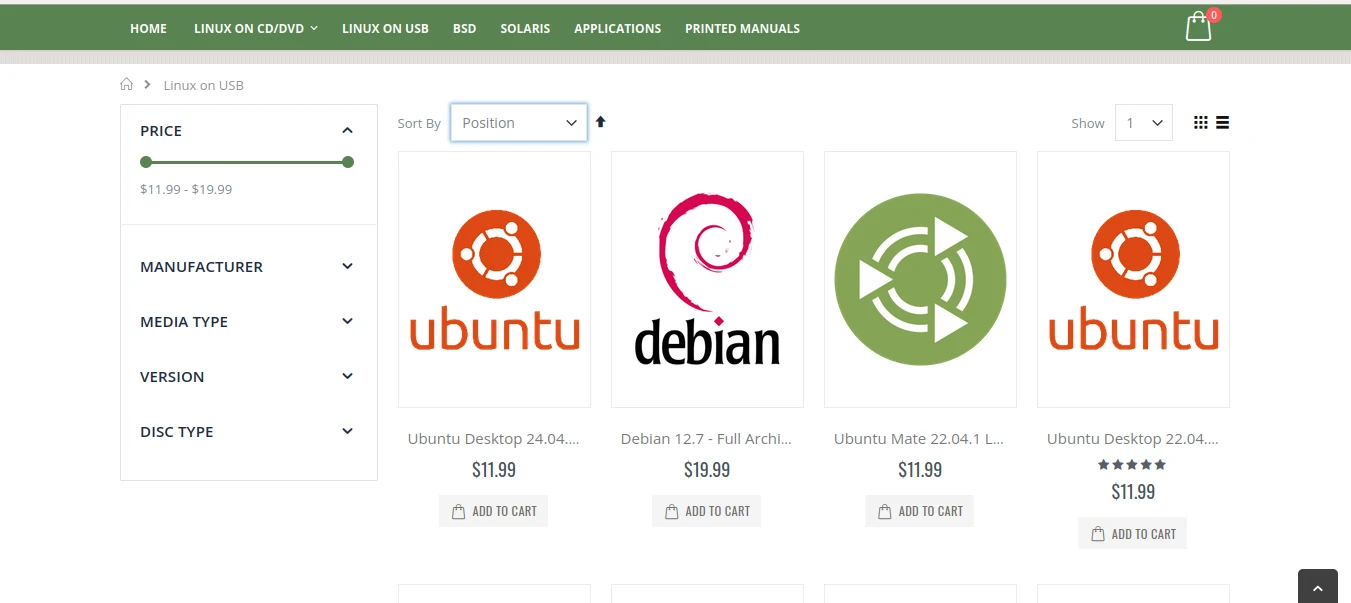 HOME LINUX ON CD/DVD LINUX ON USB BSD SOLARIS APPLICATIONS PRINTED MANUALS 0
Linux on USB
PRICE
$11.99 - $19.99
MANUFACTURER
MEDIA TYPE
VERSION
DISC TYPE
Sort By Position Show 1
ubuntu debian ubuntu
Ubuntu Desktop 24.04.... Debian 12.7 - Full Archi... Ubuntu Mate 22.04.1 L... Ubuntu Desktop 22.04....
$11.99 $19.99 $11.99 $11.99
ADD TO CART ADD TO CART ADD TO CART ADD TO CART